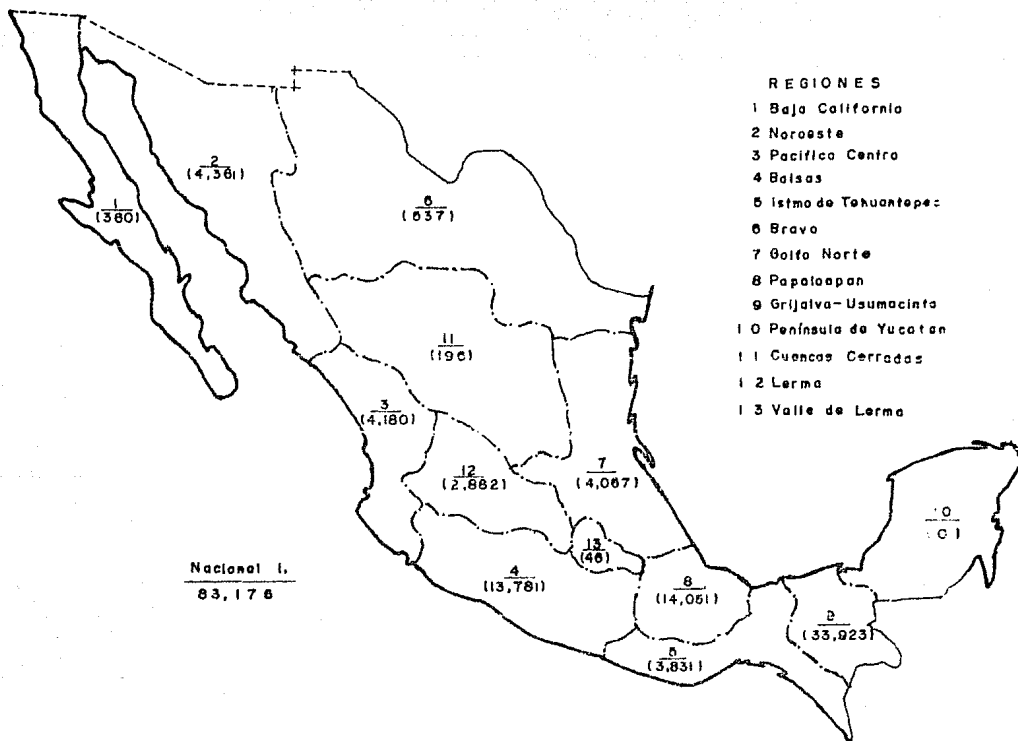 REGIONES
1 Baja California
2 Noroeste
3 Pacifico Centro
4 Balsas
5 Istmo de Tehuantepec
6 Bravo
7 Golfo Norte
8 Papaloapan
9 Grijalva-Usumacinta
10 Península de Yucatan
11 Cuencas Cerradas
12 Lerma
13 Valle de Lerma
1
(360)
2
(4,361)
6
(537)
11
(196)
3
(4,180)
12
(2,862)
7
(4,067)
13
(46)
4
(13,781)
8
(14,051)
5
(3,831)
9
(33,923)
10
Nacional
83,176